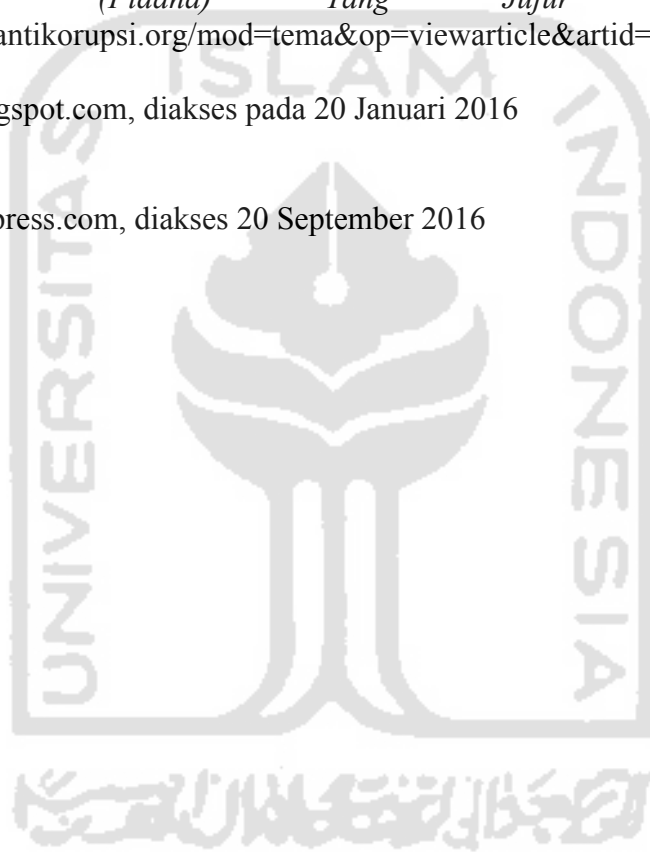 (Pidana) Yang Jujur
antikorupsi.org/mod=tema&op=viewarticle&artid=
gspot.com, diakses pada 20 Januari 2016
press.com, diakses 20 September 2016
ISLAM
UNIVERSITAS
INDONESIA